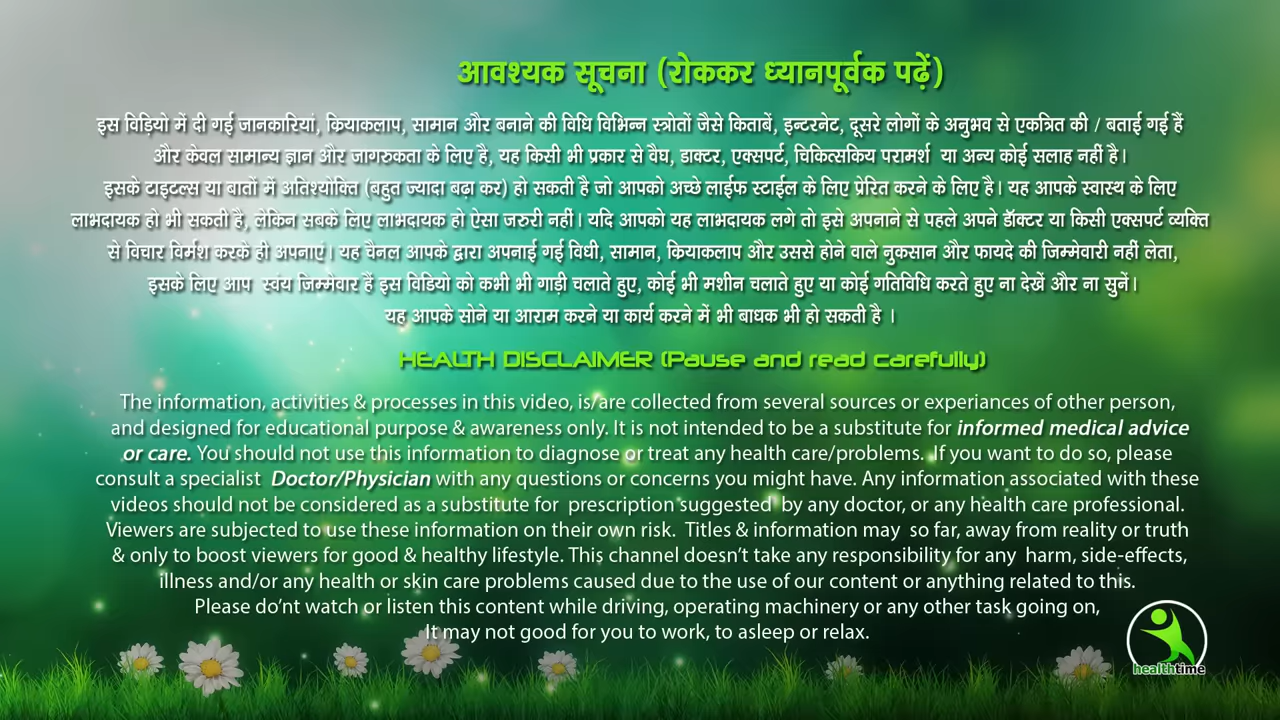 आवश्यक सूचना (रोककर ध्यानपूर्वक पढ़ें)
इस विड़ियो में दी गई जानकारियां, कियाकलाप, सामान और बनाने की विधि विभिन्न स्त्रोतों जैसे किताबें, इन्टरनेट, दूसरे लोगों के अनुभव से एकत्रित की / बताई गई हैं
और केवल सामान्य ज्ञान और जागरुकता के लिए है, यह किसी भी प्रकार से वैघ, डाक्टर, एक्सपर्ट, चिकित्सकिय परामर्श या अन्य कोई सलाह नहीं है।
इसके टाइटल्स या बातों में अतिश्योक्ति (बहुत ज्यादा बढ़ा कर) हो सकती है जो आपको अच्छे लाईफ स्टाईल के लिए प्रेरित करने के लिए है। यह आपके स्वास्थ के लिए
लाभदायक हो भी सकती है, लेकिन सबके लिए लाभदायक हो ऐसा जरुरी नहीं। यदि आपको यह लाभदायक लगे तो इसे अपनाने से पहले अपने डॉक्टर या किसी एक्सपर्ट व्यक्ति
से विचार विर्मश करके ही अपनाएं। यह चैनल आपके द्वारा अपनाई गई विधी, सामान, कियाकलाप और उससे होने वाले नुकसान और फायदे की जिम्मेवारी नहीं लेता,
इसके लिए आप स्वंय जिम्मेवार हैं इस विडियो को कभी भी गाड़ी चलाते हुए, कोई भी मशीन चलाते हुए या कोई गतिविधि करते हुए ना देखें और ना सुनें।
यह आपके सोने या आराम करने या कार्य करने में भी बाधक भी हो सकती है ।
HEALTH DISCLAIMER (Pause and read carefully)
The information, activities & processes in this video, is/are collected from several sources or experiances of other person,
and designed for educational purpose & awareness only. It is not intended to be a substitute for informed medical advice
or care. You should not use this information to diagnose or treat any health care/problems. If you want to do so, please
consult a specialist Doctor/Physician with any questions or concerns you might have. Any information associated with these
videos should not be considered as a substitute for prescription suggested by any doctor, or any health care professional.
Viewers are subjected to use these information on their own risk. Titles & information may so far, away from reality or truth
& only to boost viewers for good & healthy lifestyle. This channel doesn't take any responsibility for any harm, side-effects,
illness and/or any health or skin care problems caused due to the use of our content or anything related to this.
Please do'nt watch or listen this content while driving, operating machinery or any other task going on,
It may not good for you to work, to asleep or relax.
healthtime